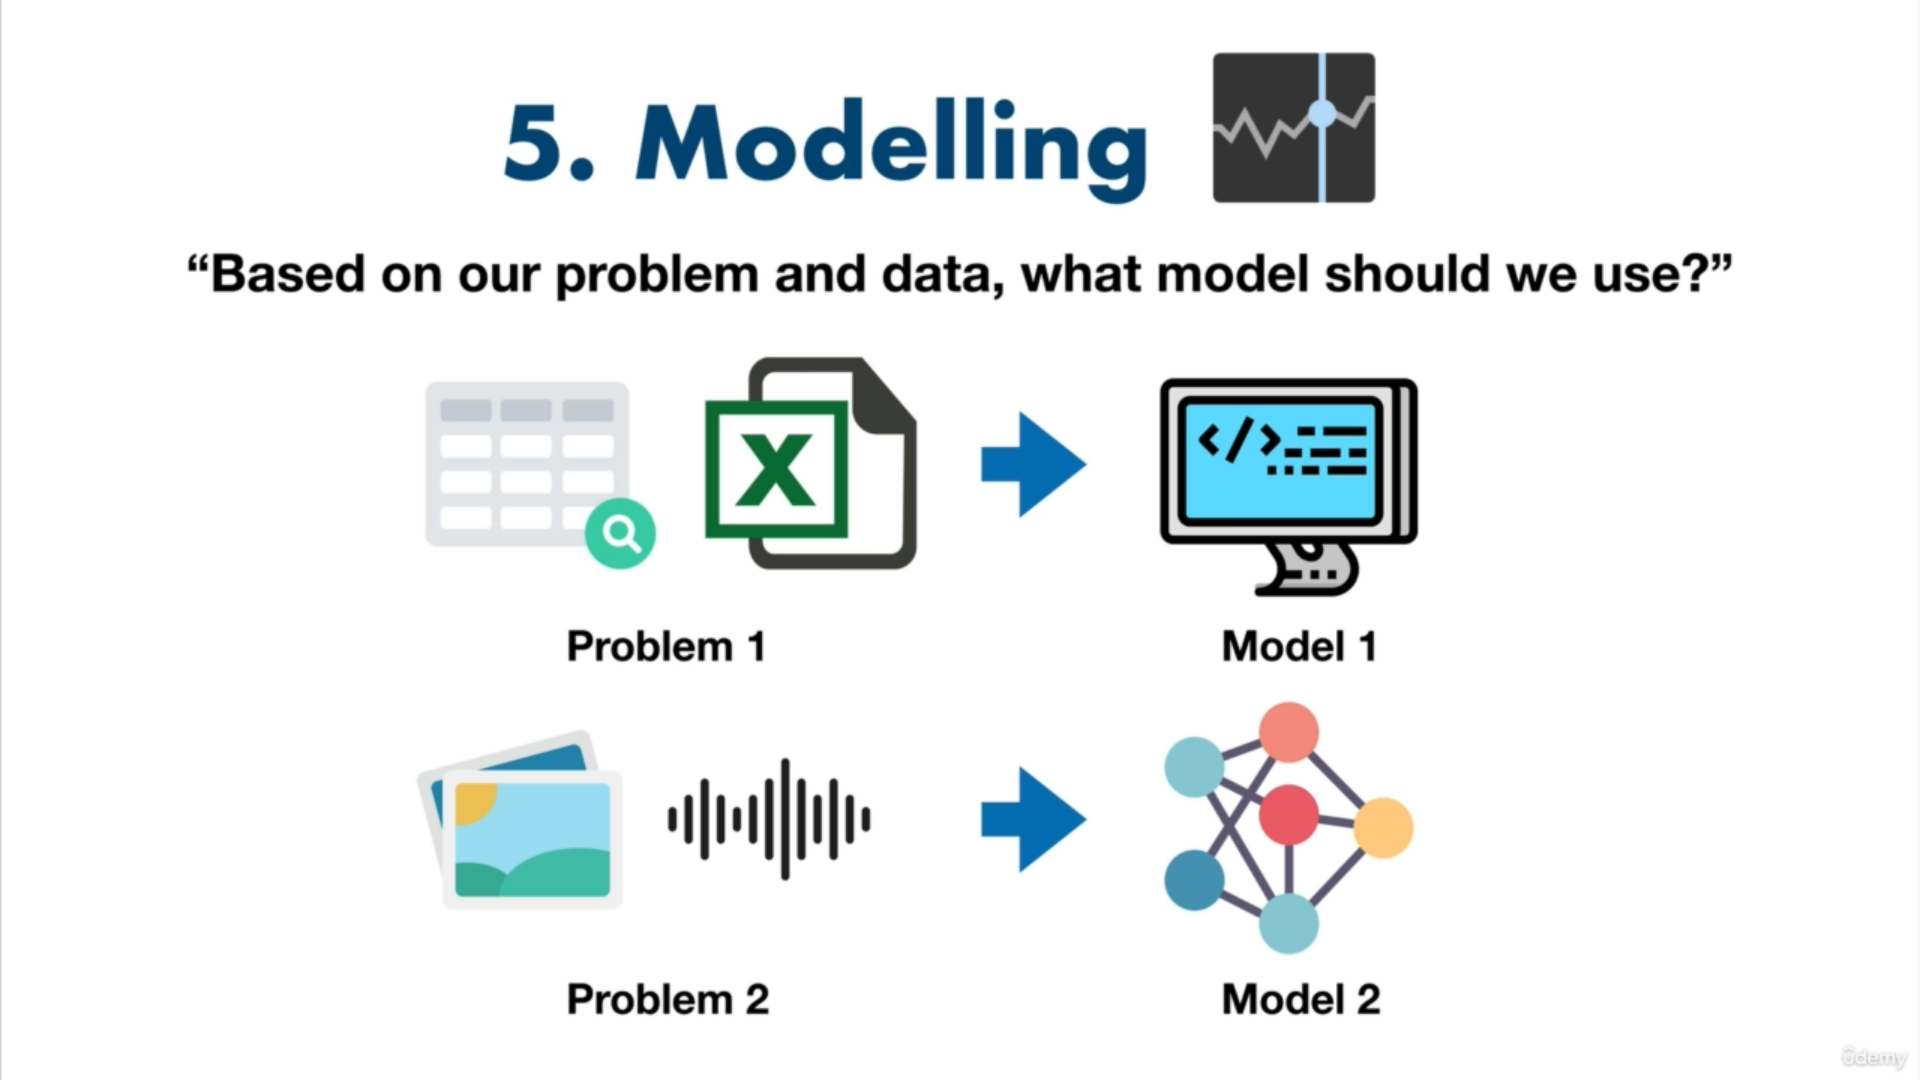 5. Modelling
“Based on our problem and data, what model should we use?”
X
</>
Problem 1
Model 1
Problem 2
Model 2
ûdemy